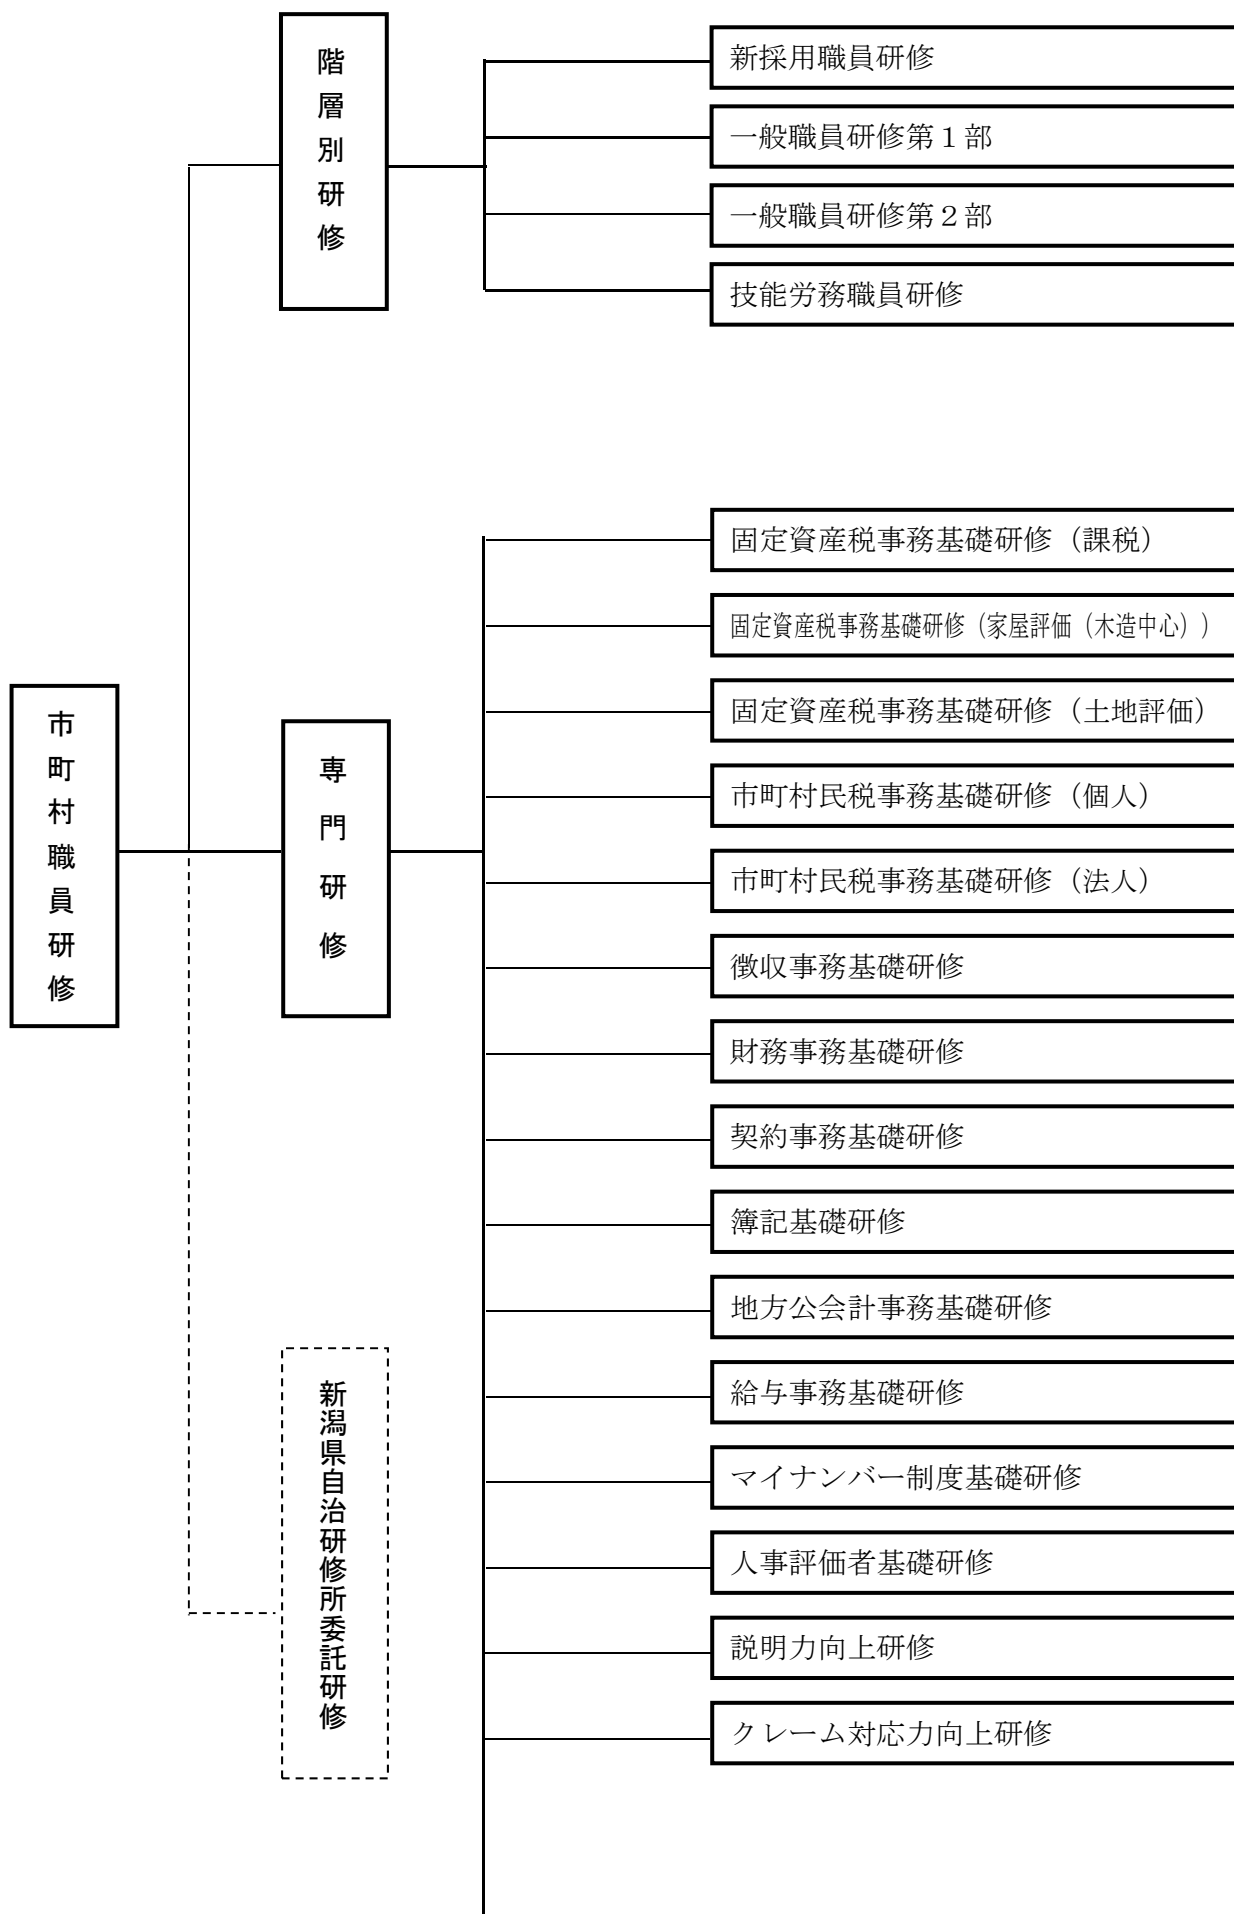 市町村職員研修
階層別研修
新採用職員研修
一般職員研修第１部
一般職員研修第２部
技能労務職員研修
専門研修
固定資産税事務基礎研修（課税）
固定資産税事務基礎研修（家屋評価（木造中心））
固定資産税事務基礎研修（土地評価）
市町村民税事務基礎研修（個人）
市町村民税事務基礎研修（法人）
徴収事務基礎研修
財務事務基礎研修
契約事務基礎研修
簿記基礎研修
地方公会計事務基礎研修
給与事務基礎研修
マイナンバー制度基礎研修
人事評価者基礎研修
説明力向上研修
クレーム対応力向上研修
新潟県自治研修所委託研修